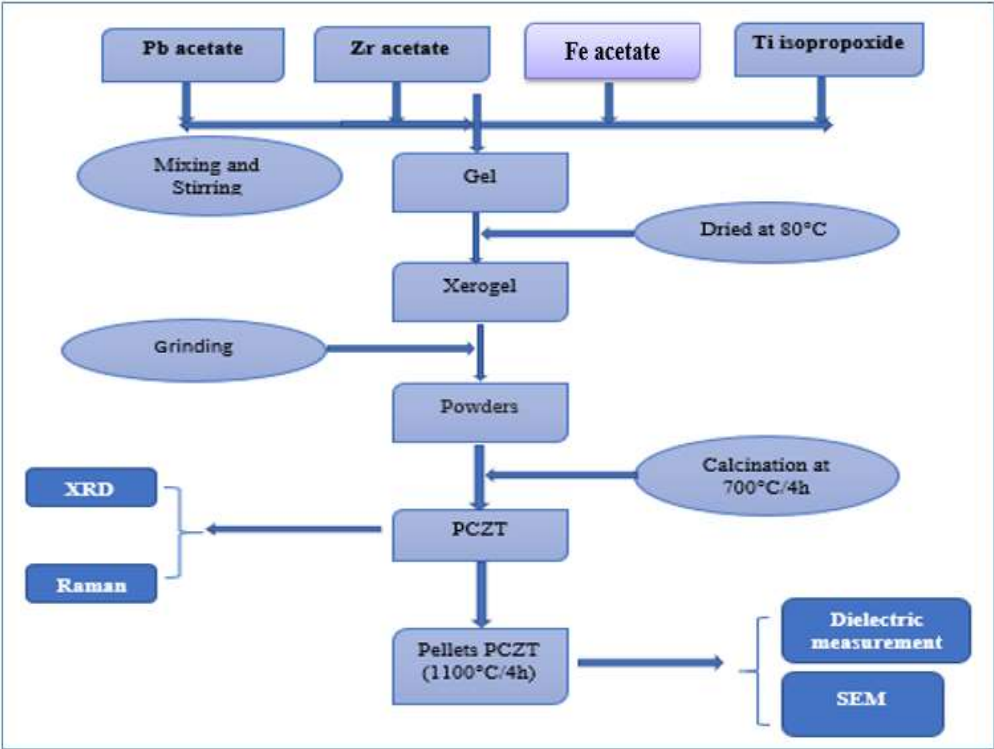 Pb acetate
Zr acetate
Fe acetate
Ti isopropoxide
Mixing and
Stirring
Gel
Dried at 80°C
Xerogel
Grinding
Powders
Calcination at
700°C/4h
XRD
PCZT
Raman
Pellets PCZT
(1100°C/4h)
Dielectric
measurement
SEM